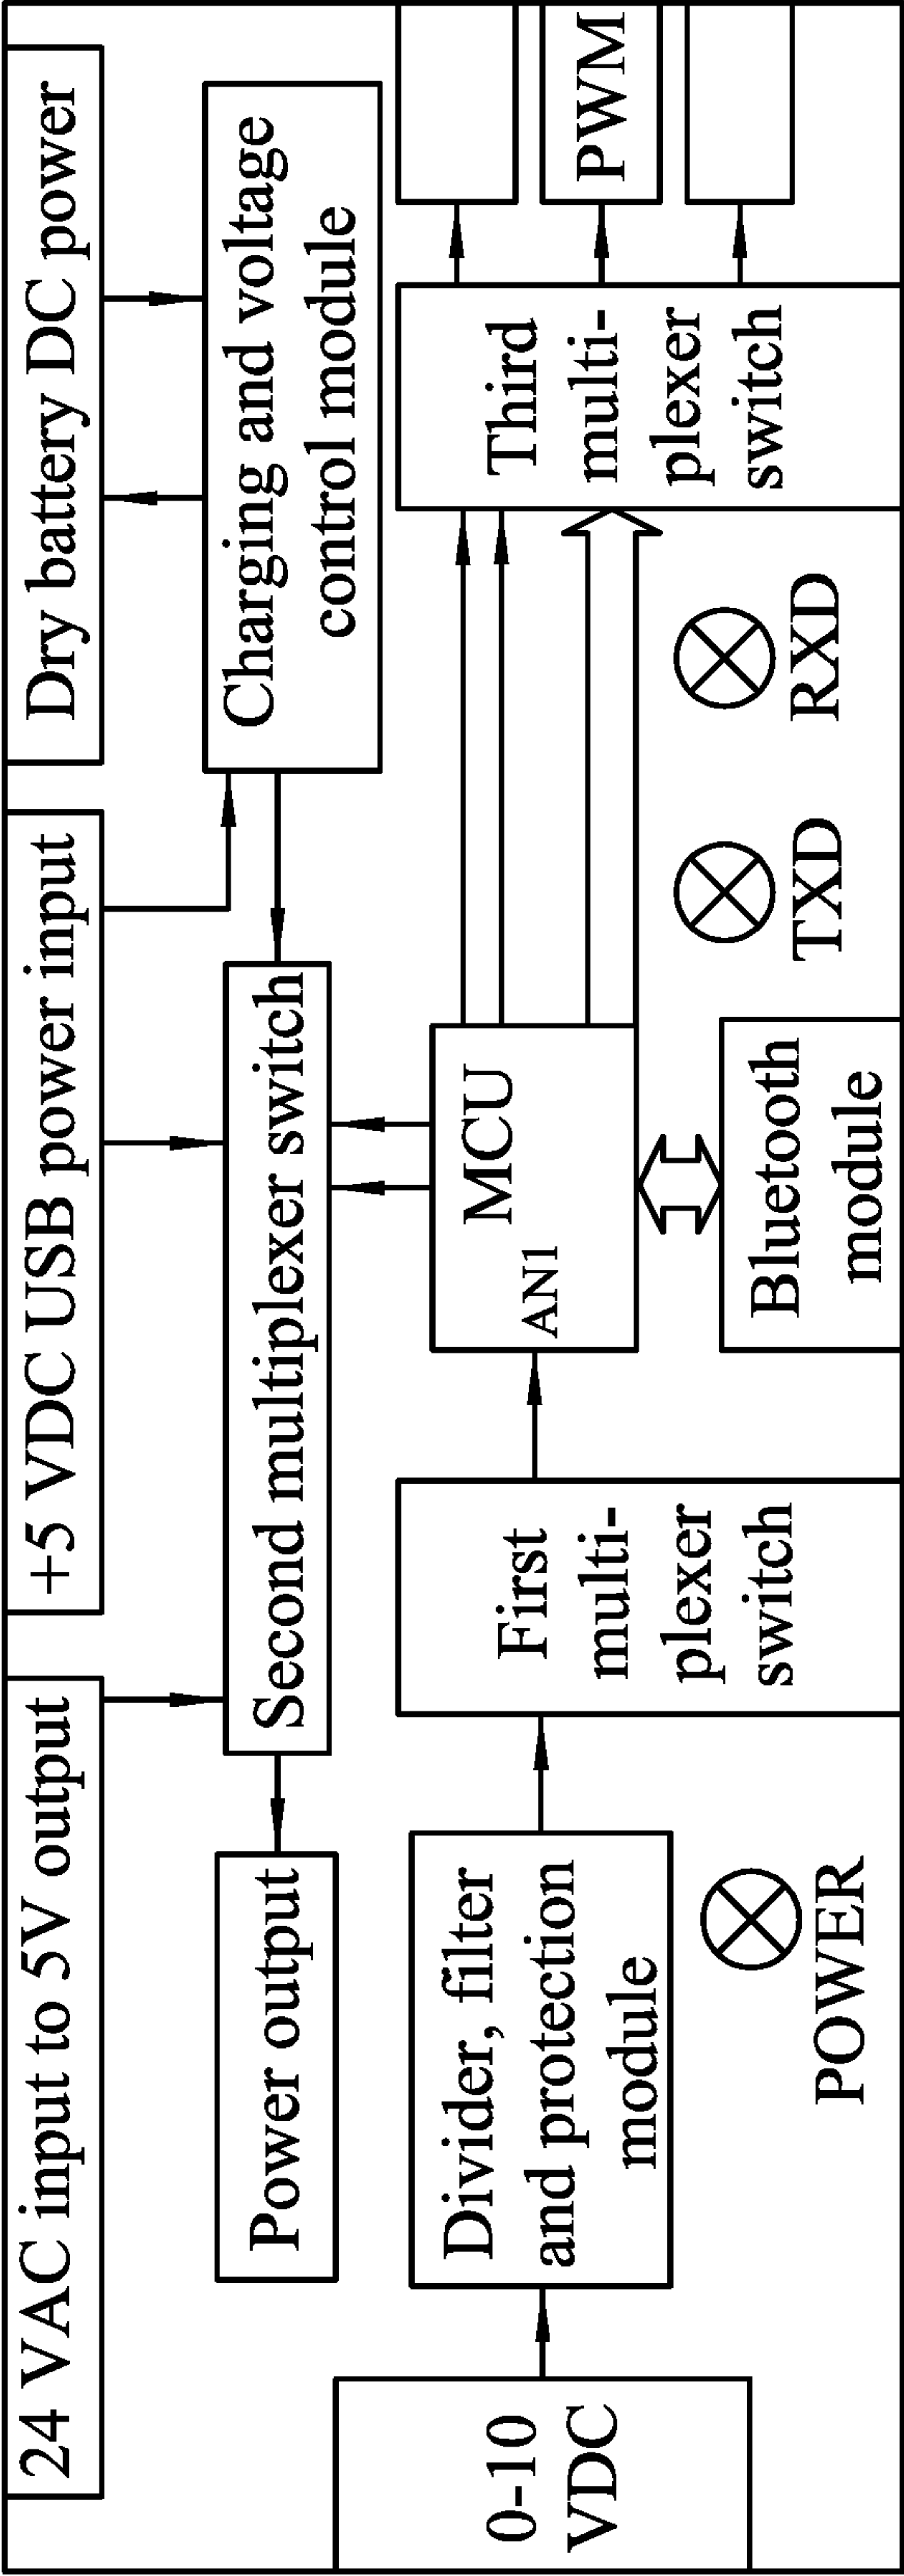 24 VAC input to 5V output
+5 VDC USB power input
Dry battery DC power
Power output
Second multiplexer switch
Charging and voltage
control module
0-10
VDC
Divider, filter
and protection
module
First
multi-
plexer
switch
MCU
AN1
Third
multi-
plexer
switch
PWM
Bluetooth
module
POWER
TXD
RXD